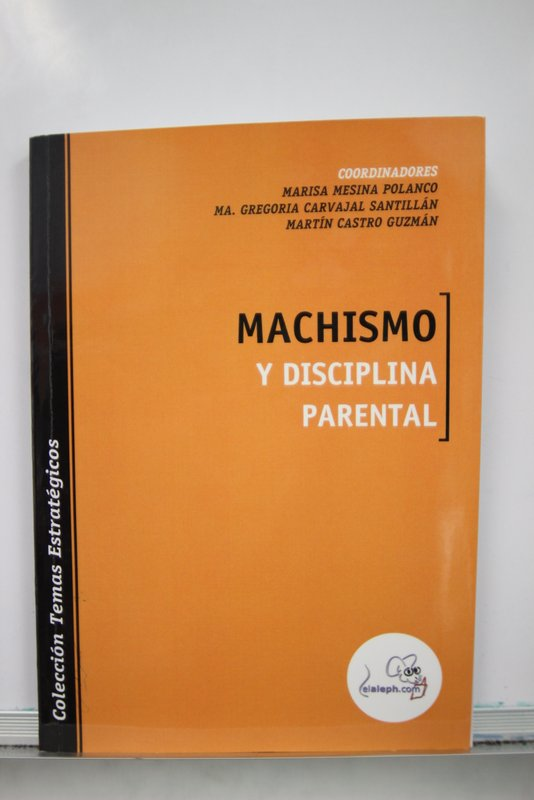 COORDINADORES
MARISA MESINA POLANCO
MA. GREGORIA CARVAJAL SANTILLÁN
MARTÍN CASTRO GUZMÁN
MACHISMO
Y DISCIPLINA
PARENTAL
Colección Temas Estratégicos
elaleph.com